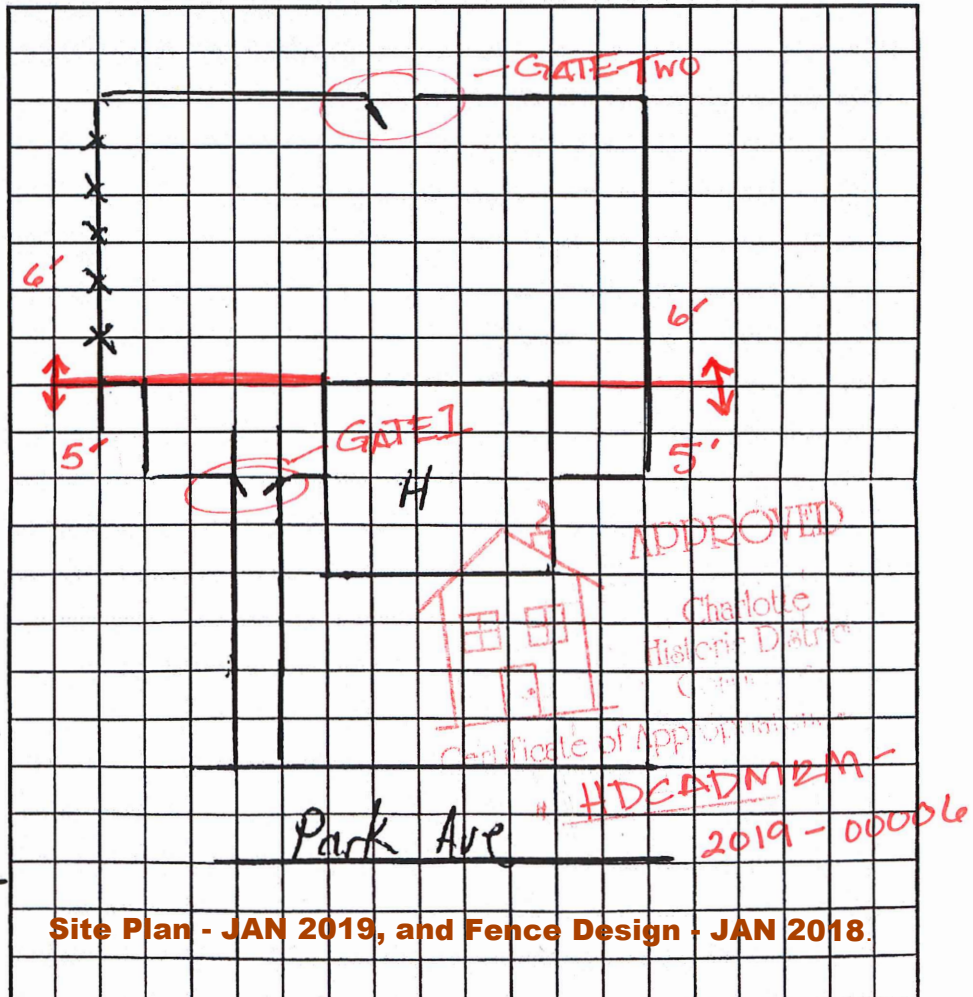 GATE TWO
6'
6'
GATE 1
5'
5'
H
APPROVED
Charlotte
Historic District
Certificate of
HDCADMRM-
2019-00006
Park Ave
Site Plan - JAN 2019, and Fence Design - JAN 2018.